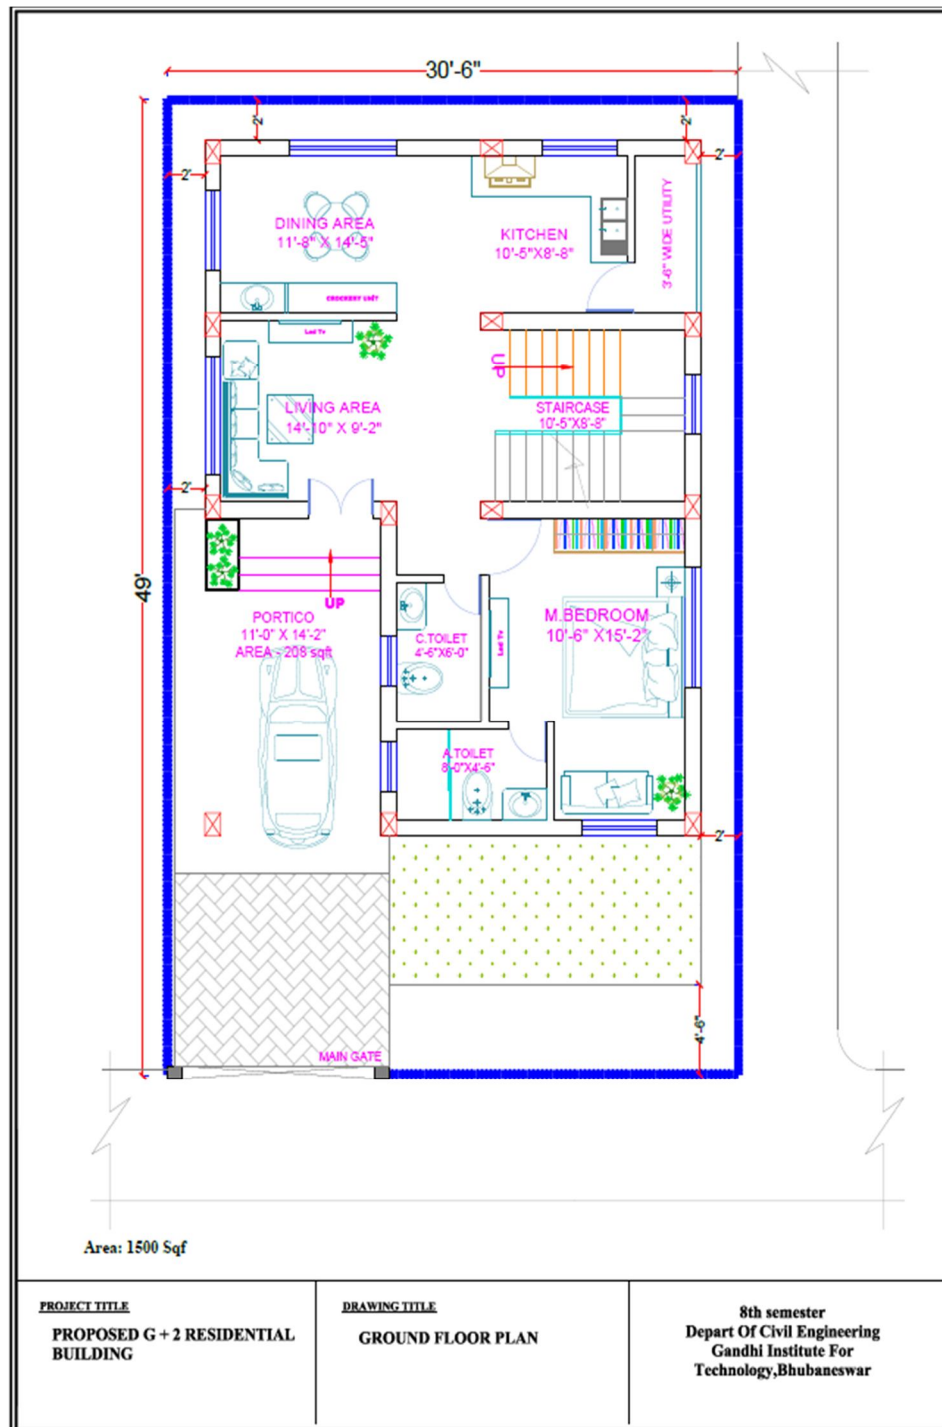 30'-6"
2'
2'
2'
2'
DINING AREA
11'-8" X 14'-5"
KITCHEN
10'-5"X8'-8"
3'-6" WIDE UTILITY
CROCKERY UNIT
Led Tv
UP
LIVING AREA
14'-10" X 9'-2"
STAIRCASE
10'-5"X8'-8"
2'
49'
UP
PORTICO
11'-0" X 14'-2"
AREA - 208 sqft
C.TOILET
4'-6"X6'-0"
Led Tv
M.BEDROOM
10'-6" X15'-2"
A.TOILET
8'-0"X4'-6"
2'
4'-6"
MAIN GATE
Area: 1500 Sqf
PROJECT TITLE
PROPOSED G + 2 RESIDENTIAL
BUILDING
DRAWING TITLE
GROUND FLOOR PLAN
8th semester
Depart Of Civil Engineering
Gandhi Institute For
Technology,Bhubaneswar